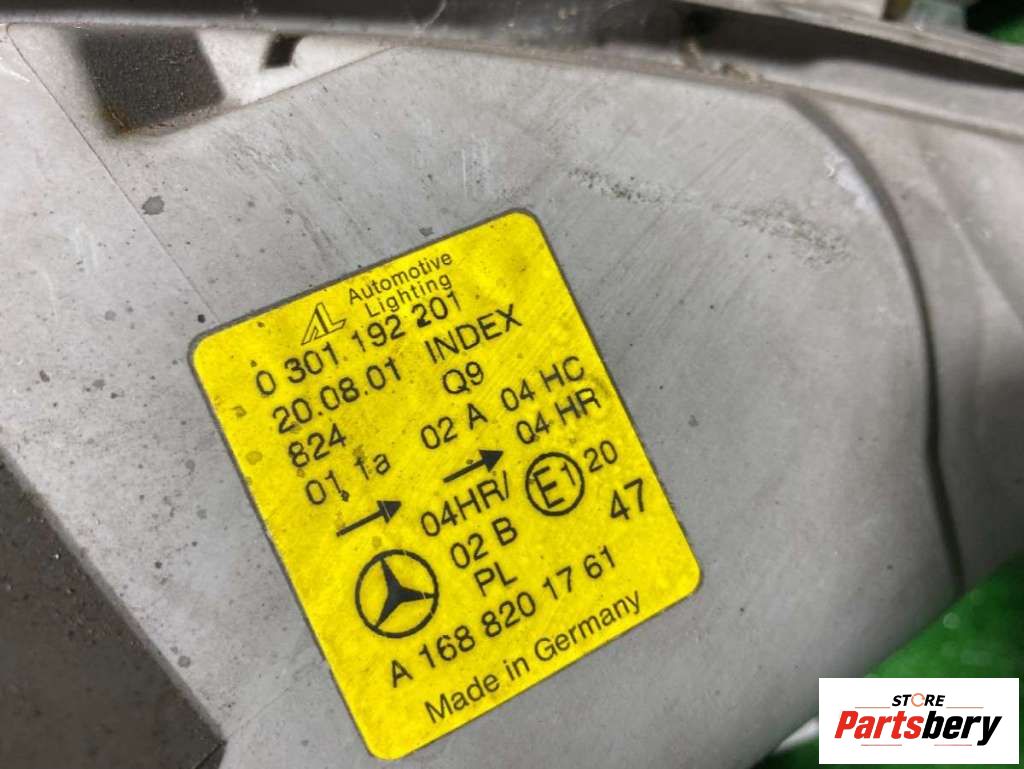 AL Automotive
Lighting
0 301 192 201
20.08.01 INDEX
824 Q9
01 1a 02 A 04 HC
04HR/ 04 HR
02 B E1 20
PL 47
A 168 820 17 61
Made in Germany
STORE
Partsbery